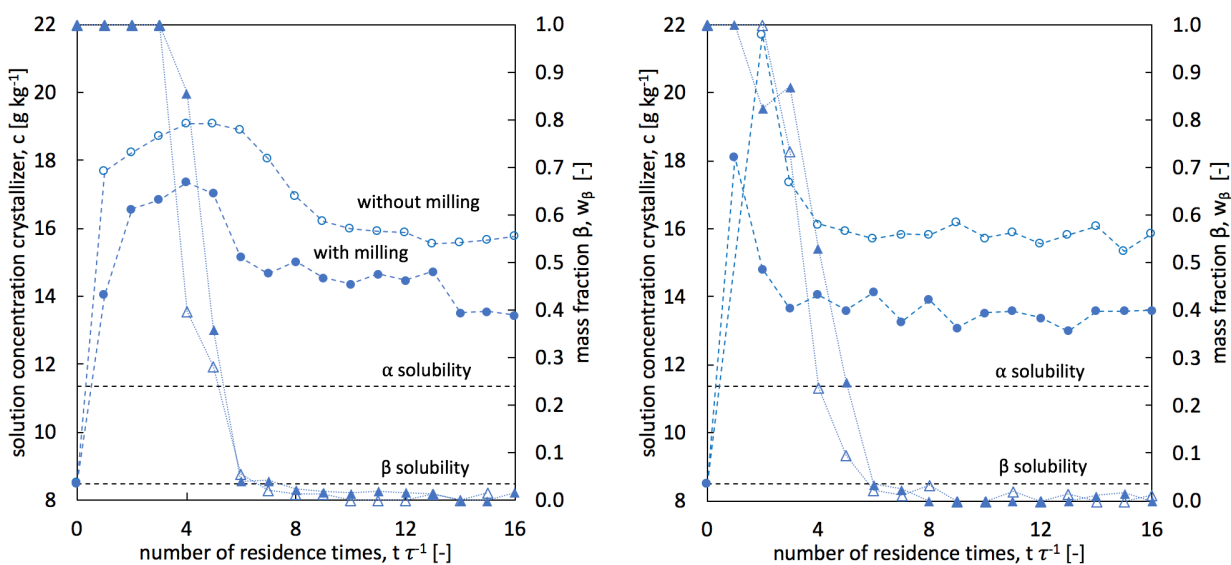 22
20
18
16
14
12
10
8
solution concentration crystallizer, c [g kg⁻¹]
without milling
with milling
α solubility
β solubility
1.0
0.9
0.8
0.7
0.6
0.5
0.4
0.3
0.2
0.1
0.0
mass fraction β, wᵦ [-]
0 4 8 12 16
number of residence times, t τ⁻¹ [-]
22
20
18
16
14
12
10
8
solution concentration crystallizer, c [g kg⁻¹]
α solubility
β solubility
1.0
0.9
0.8
0.7
0.6
0.5
0.4
0.3
0.2
0.1
0.0
mass fraction β, wᵦ [-]
0 4 8 12 16
number of residence times, t τ⁻¹ [-]